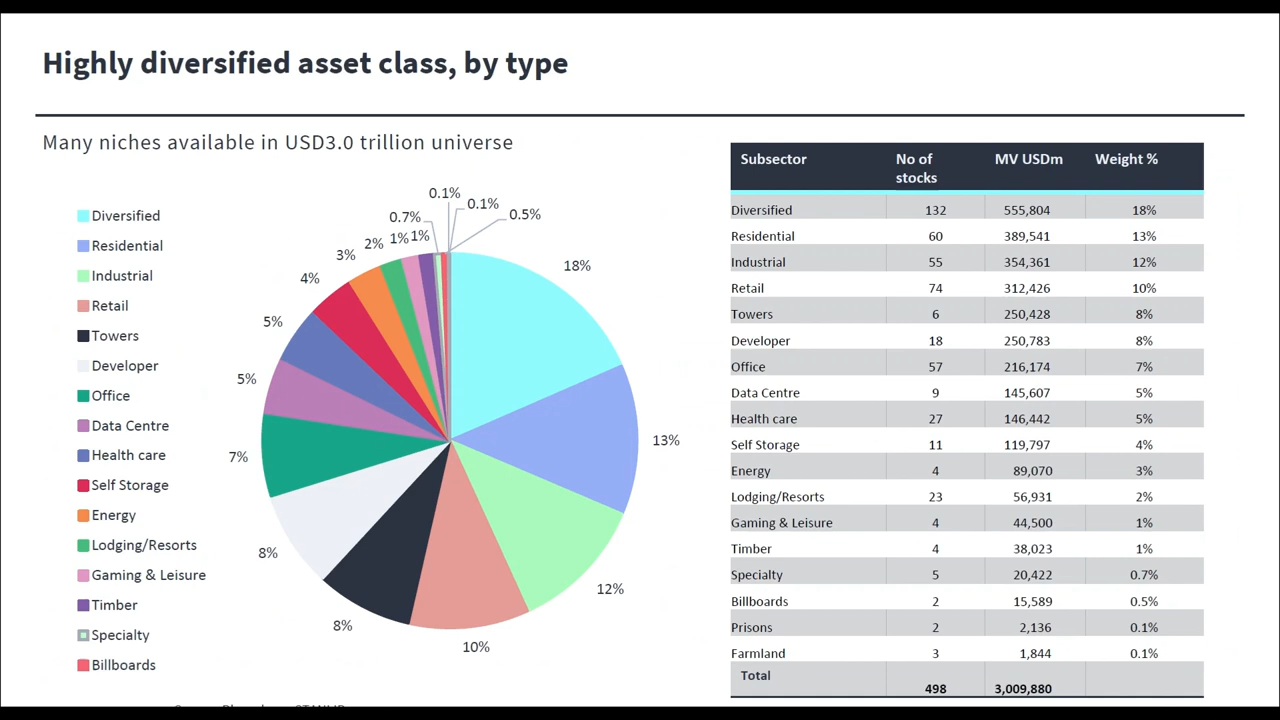 Highly diversified asset class, by type
Many niches available in USD3.0 trillion universe
Diversified
Residential
Industrial
Retail
Towers
Developer
Office
Data Centre
Health care
Self Storage
Energy
Lodging/Resorts
Gaming & Leisure
Timber
Specialty
Billboards
0.1%
0.1%
0.5%
0.7%
1%
1%
2%
3%
4%
5%
5%
7%
8%
8%
10%
12%
13%
18%
Subsector No of stocks MV USDm Weight %
Diversified 132 555,804 18%
Residential 60 389,541 13%
Industrial 55 354,361 12%
Retail 74 312,426 10%
Towers 6 250,428 8%
Developer 18 250,783 8%
Office 57 216,174 7%
Data Centre 9 145,607 5%
Health care 27 146,442 5%
Self Storage 11 119,797 4%
Energy 4 89,070 3%
Lodging/Resorts 23 56,931 2%
Gaming & Leisure 4 44,500 1%
Timber 4 38,023 1%
Specialty 5 20,422 0.7%
Billboards 2 15,589 0.5%
Prisons 2 2,136 0.1%
Farmland 3 1,844 0.1%
Total 498 3,009,880